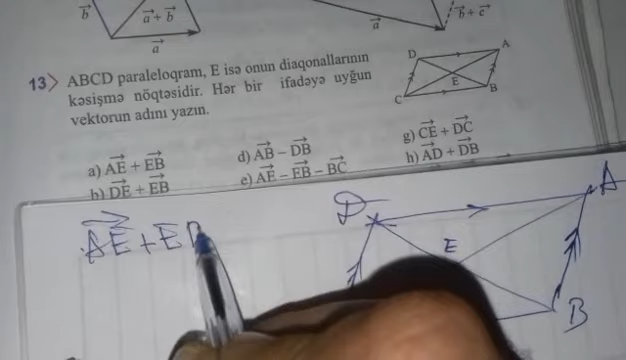 b⃗
a⃗ + b⃗
a⃗
a⃗
b⃗ + c⃗
13) ABCD paraleloqram, E isə onun diaqonallarının
kəsişmə nöqtəsidir. Hər bir ifadəyə uyğun
vektorun adını yazın.
D A
E
C B
a) AE⃗ + EB⃗
b) DE⃗ + EB⃗
d) AB⃗ − DB⃗
e) AE⃗ − EB⃗ − BC⃗
g) CE⃗ + DC⃗
h) AD⃗ + DB⃗
AE⃗ + E
D A
E
B